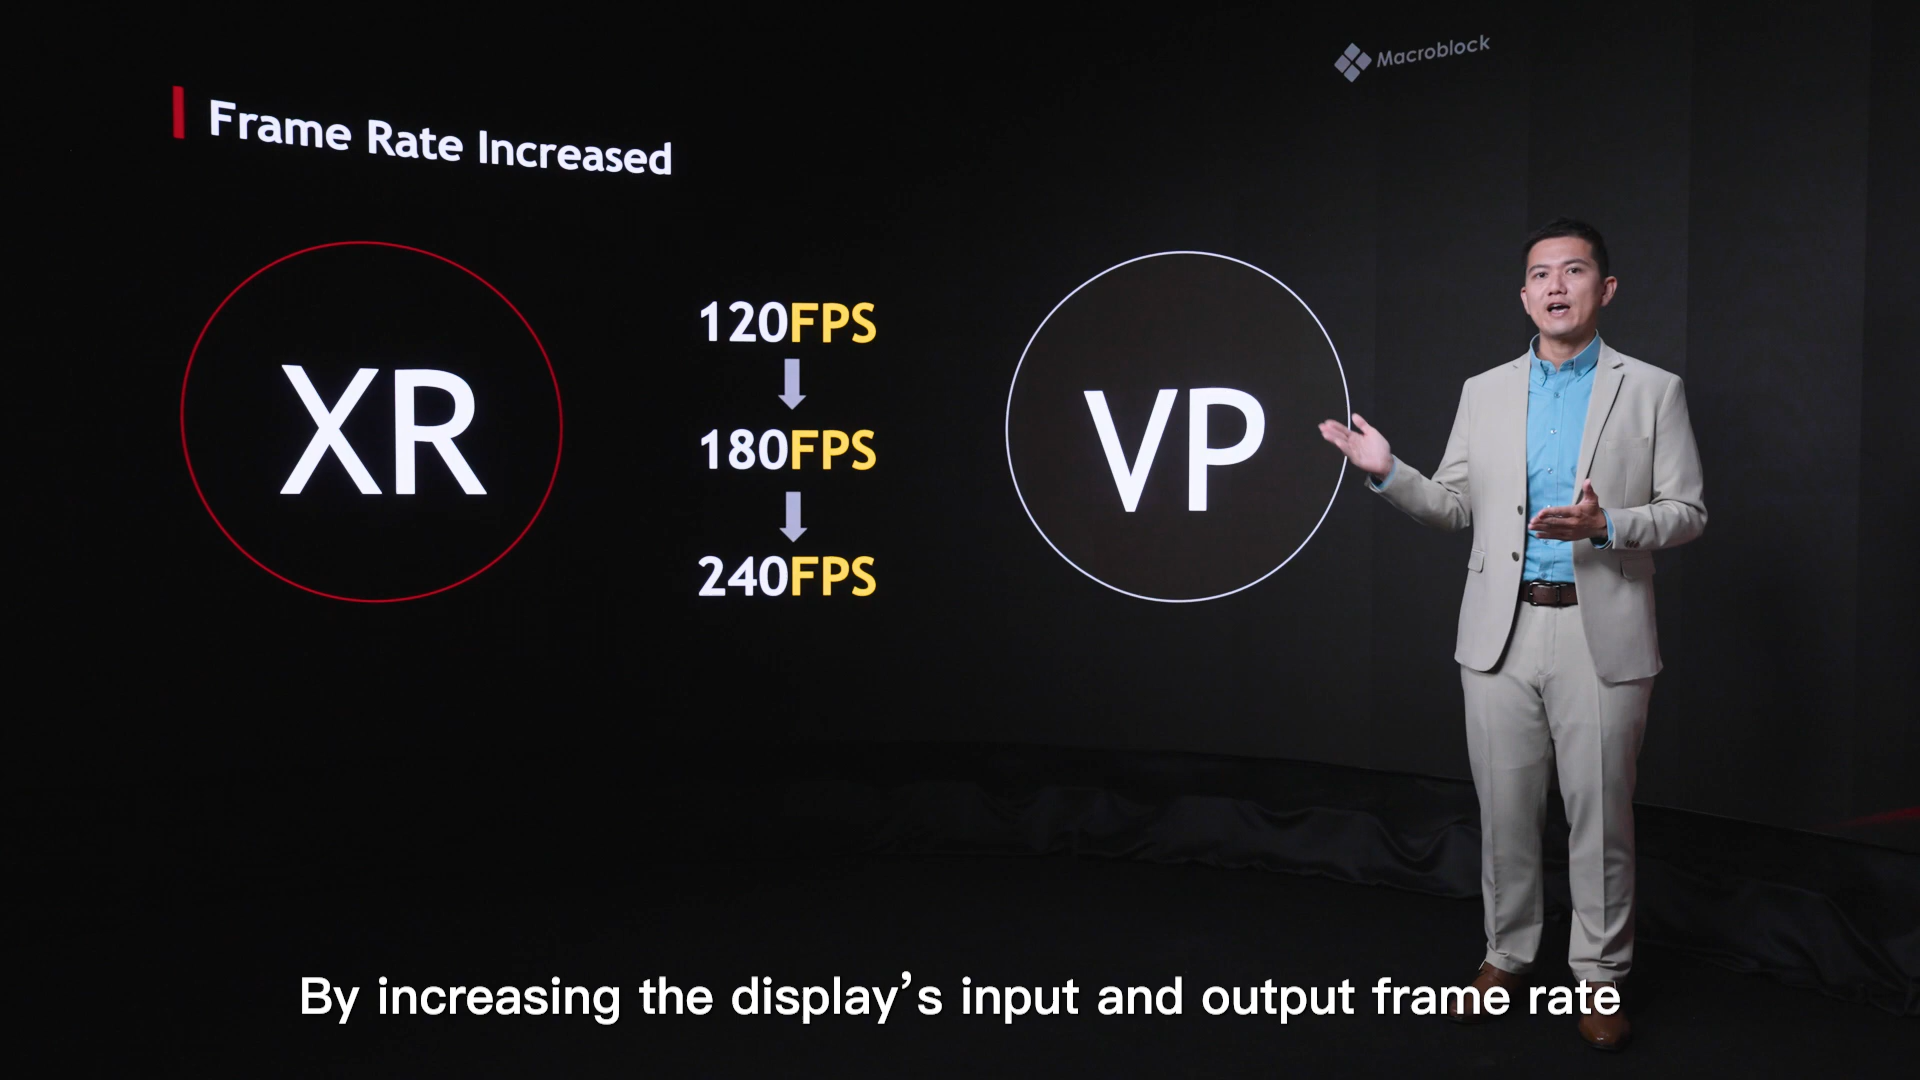 Macroblock
Frame Rate Increased
XR
120FPS
180FPS
240FPS
VP
By increasing the display’s input and output frame rate